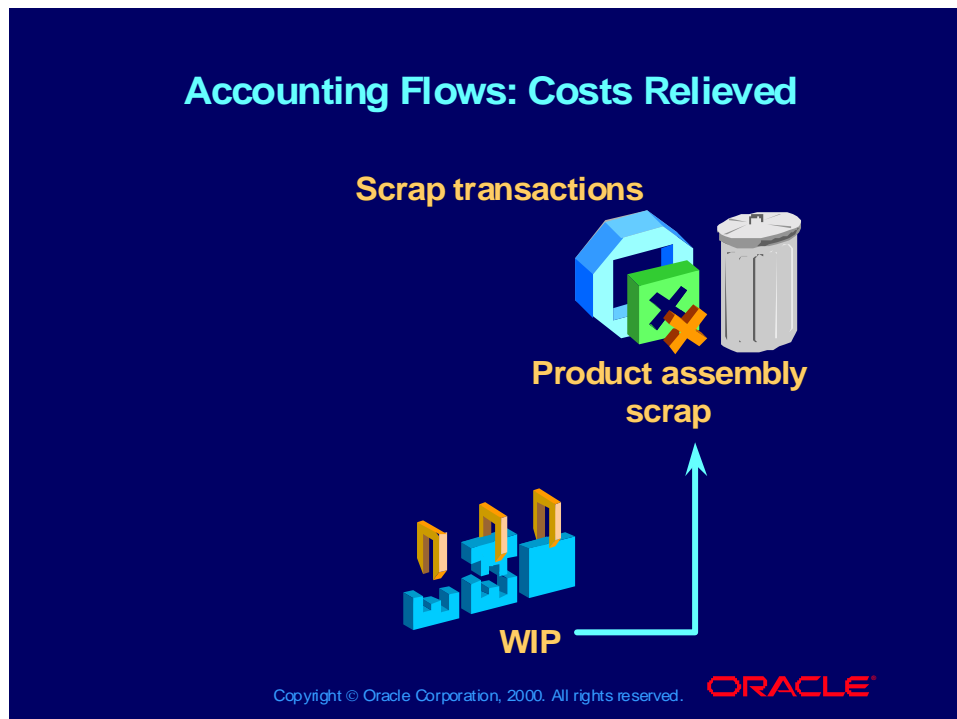 Accounting Flows: Costs Relieved
Scrap transactions
Product assembly
scrap
WIP
Copyright © Oracle Corporation, 2000. All rights reserved.
ORACLE®